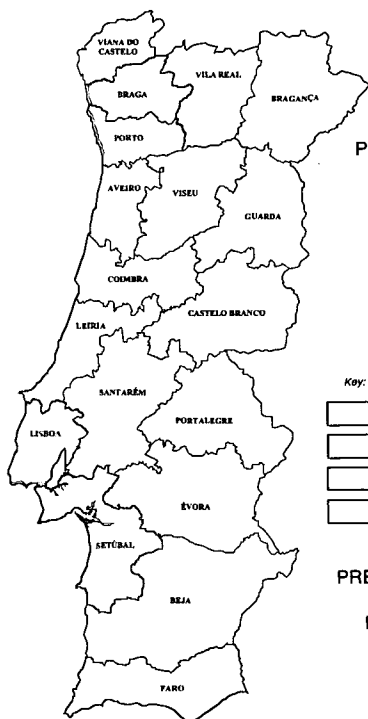 VIANA DO
CASTELO
VILA REAL
BRAGANÇA
BRAGA
PORTO
P
AVEIRO
VISEU
GUARDA
COIMBRA
CASTELO BRANCO
LEIRIA
SANTARÉM
Key:
PORTALEGRE
LISBOA
ÉVORA
SETÚBAL
PRE
BEJA
FARO